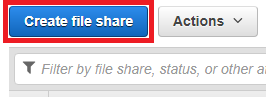 Create file share
Actions
Filter by file share, status, or other